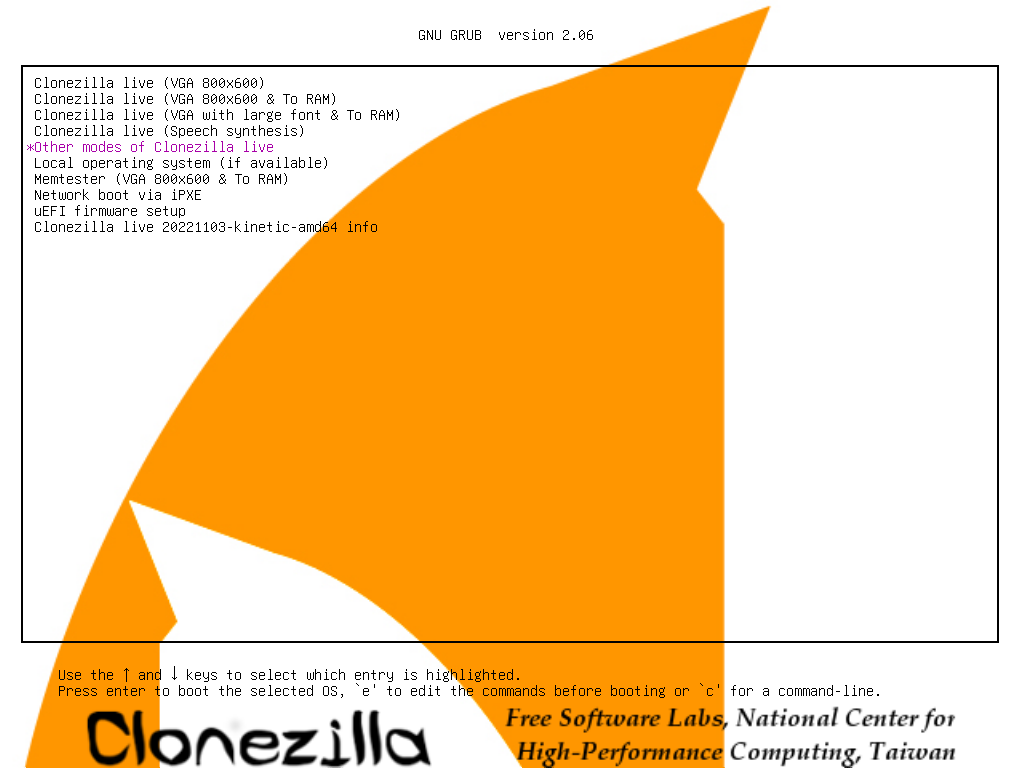 GNU GRUB  version 2.06
Clonezilla live (VGA 800x600)
Clonezilla live (VGA 800x600 & To RAM)
Clonezilla live (VGA with large font & To RAM)
Clonezilla live (Speech synthesis)
*Other modes of Clonezilla live
Local operating system (if available)
Memtester (VGA 800x600 & To RAM)
Network boot via iPXE
uEFI firmware setup
Clonezilla live 20221103-kinetic-amd64 info
Use the ↑ and ↓ keys to select which entry is highlighted.
Press enter to boot the selected OS, `e' to edit the commands before booting or `c' for a command-line.
Clonezilla
Free Software Labs, National Center for
High-Performance Computing, Taiwan